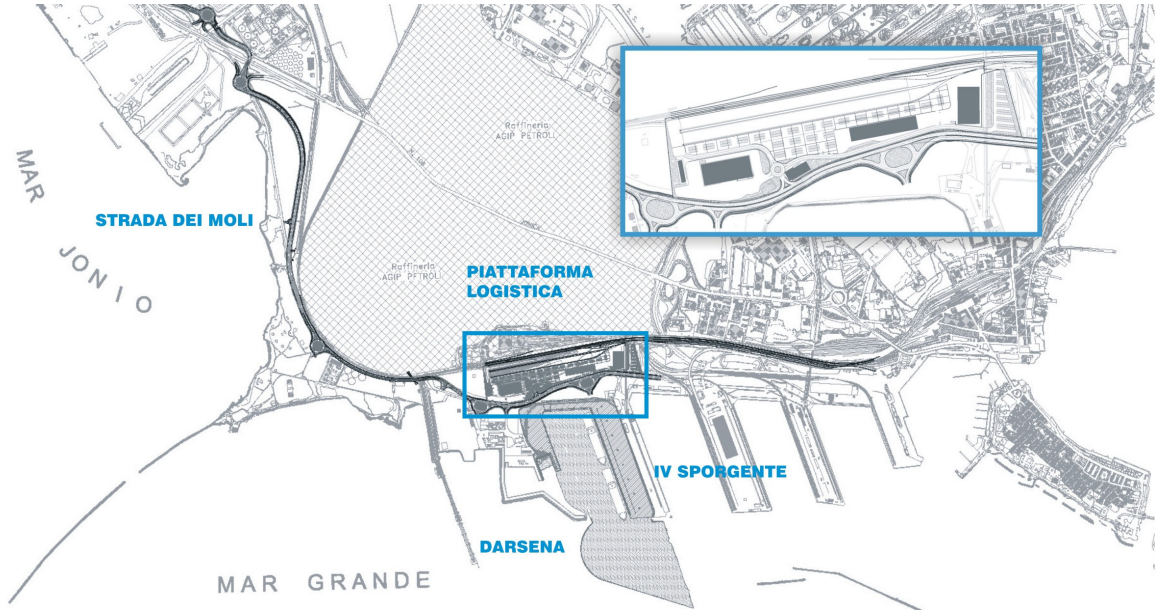 Raffineria
AGIP PETROLI
MAR
JONIO
STRADA DEI MOLI
Raffineria
AGIP PETROLI
PIATTAFORMA
LOGISTICA
IV SPORGENTE
DARSENA
MAR GRANDE